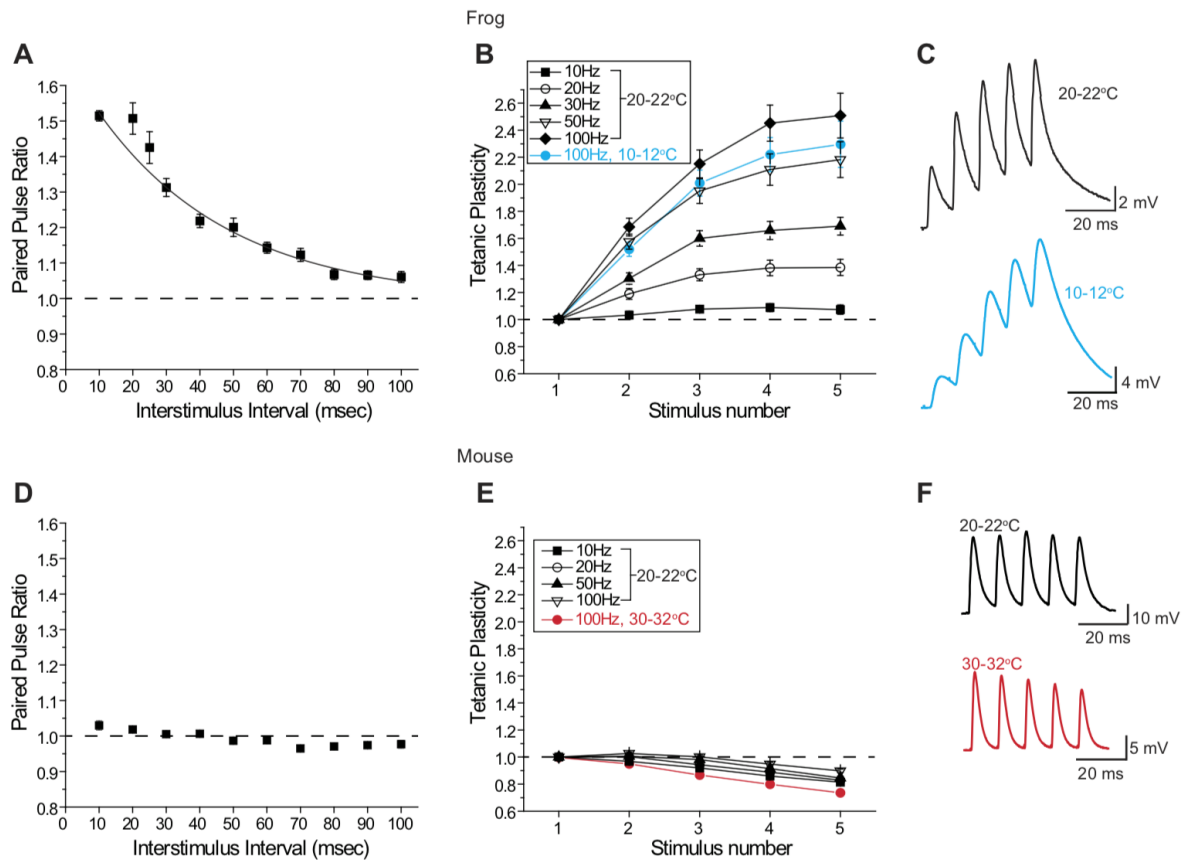 Frog
A
Paired Pulse Ratio
1.6
1.5
1.4
1.3
1.2
1.1
1.0
0.9
0.8
0 10 20 30 40 50 60 70 80 90 100
Interstimulus Interval (msec)
B
Tetanic Plasticity
2.6
2.4
2.2
2.0
1.8
1.6
1.4
1.2
1.0
0.8
0.6
10Hz
20Hz
30Hz
50Hz
100Hz
20-22°C
100Hz, 10-12°C
1 2 3 4 5
Stimulus number
C
20-22°C
2 mV
20 ms
10-12°C
4 mV
20 ms
Mouse
D
Paired Pulse Ratio
1.6
1.5
1.4
1.3
1.2
1.1
1.0
0.9
0.8
0 10 20 30 40 50 60 70 80 90 100
Interstimulus Interval (msec)
E
Tetanic Plasticity
2.6
2.4
2.2
2.0
1.8
1.6
1.4
1.2
1.0
0.8
0.6
10Hz
20Hz
50Hz
100Hz
20-22°C
100Hz, 30-32°C
1 2 3 4 5
Stimulus number
F
20-22°C
10 mV
20 ms
30-32°C
5 mV
20 ms